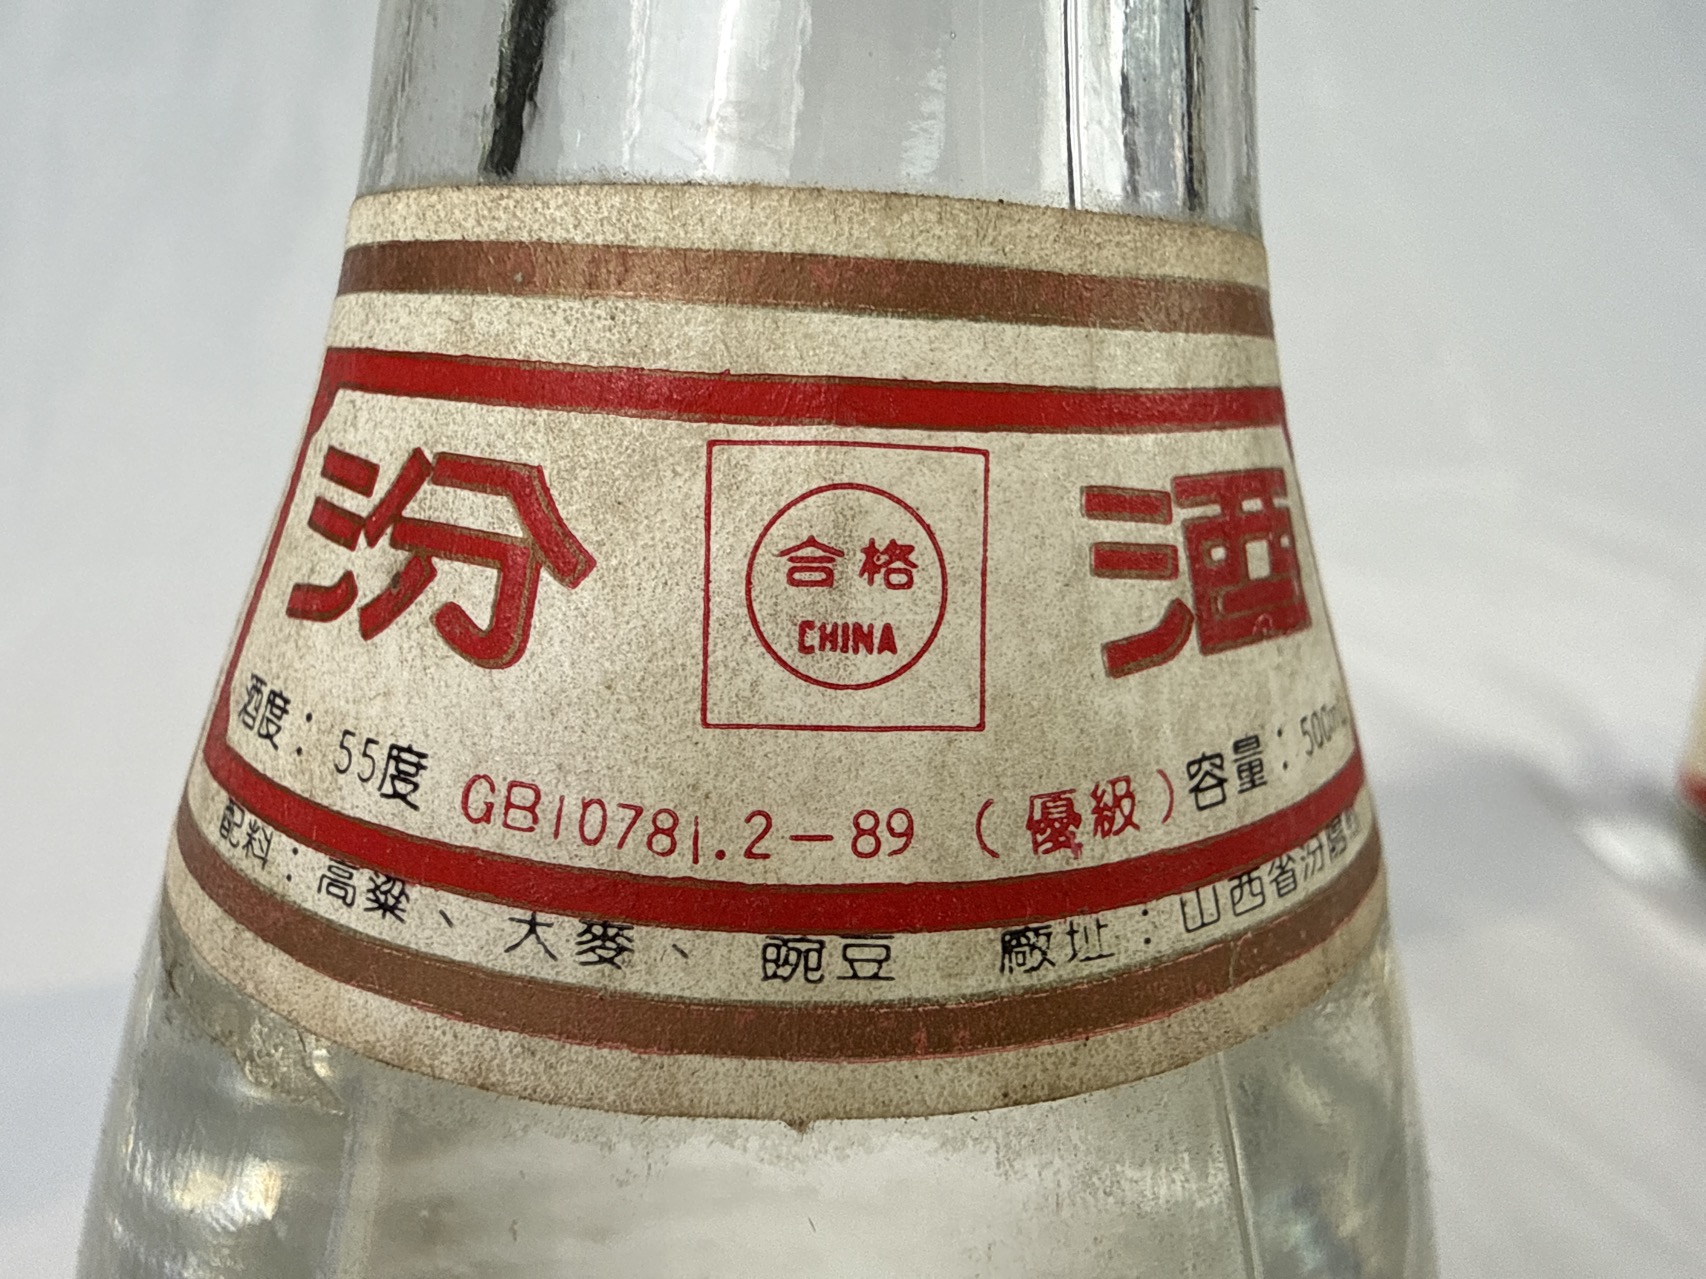 汾 酒
合格
CHINA
酒度：55度
GB10781.2－89（優級）
容量：500m
配料：高粱、大麥、豌豆 廠址：山西省汾陽